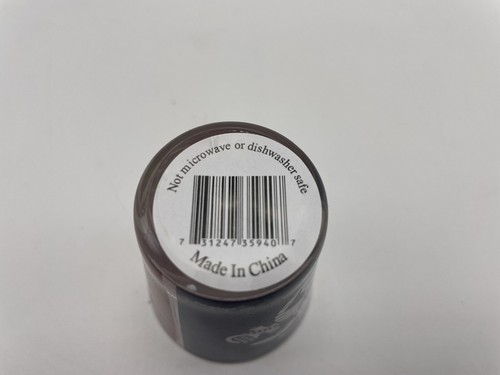 Not microwave or dishwasher safe
7 31247 35940 7
Made In China